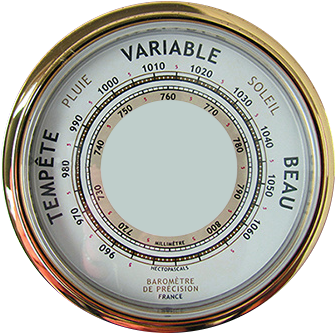 VARIABLE
PLUIE
SOLEIL
TEMPÊTE
BEAU
960 970 980 990 1000 1010 1020 1030 1040 1050 1060
720 730 740 750 760 770 780 790 800
MILLIMÈTRE
HECTOPASCALS
BAROMÈTRE
DE PRÉCISION
FRANCE